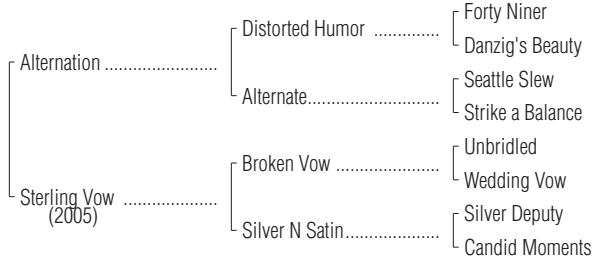 Forty Niner
Distorted Humor ..............
Danzig's Beauty
Alternation .......................
Seattle Slew
Alternate...........................
Strike a Balance
Unbridled
Broken Vow .....................
Wedding Vow
Sterling Vow ...................
(2005)
Silver Deputy
Silver N Satin...................
Candid Moments